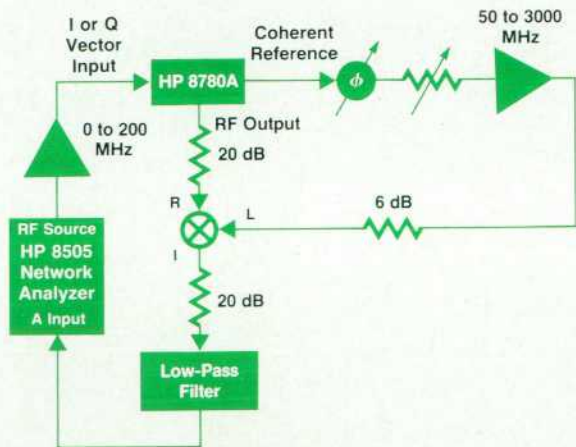 I or Q
Vector
Input
HP 8780A
Coherent
Reference
ϕ
50 to 3000
MHz
0 to 200
MHz
RF Output
20 dB
R
L
6 dB
I
RF Source
HP 8505
Network
Analyzer
A Input
20 dB
Low-Pass
Filter